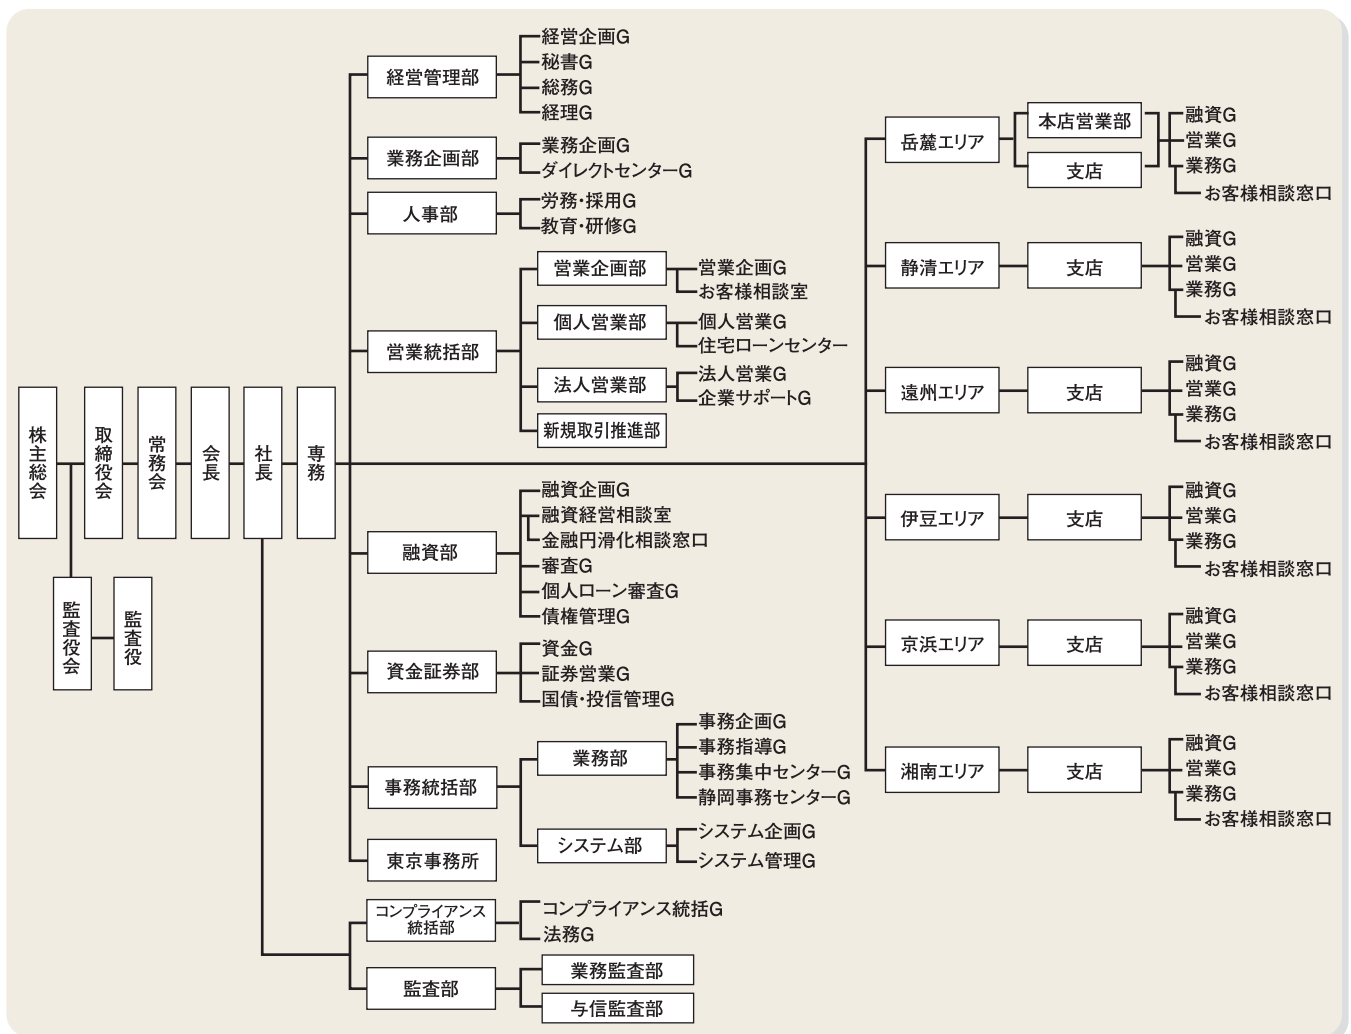 株主総会
取締役会
常務会
会長
社長
専務
監査役会
監査役
経営管理部
経営企画G
秘書G
総務G
経理G
業務企画部
業務企画G
ダイレクトセンターG
人事部
労務・採用G
教育・研修G
営業統括部
営業企画部
営業企画G
お客様相談室
個人営業部
個人営業G
住宅ローンセンター
法人営業部
法人営業G
企業サポートG
新規取引推進部
融資部
融資企画G
融資経営相談室
金融円滑化相談窓口
審査G
個人ローン審査G
債権管理G
資金証券部
資金G
証券営業G
国債・投信管理G
事務統括部
業務部
事務企画G
事務指導G
事務集中センターG
静岡事務センターG
システム部
システム企画G
システム管理G
東京事務所
コンプライアンス
統括部
コンプライアンス統括G
法務G
監査部
業務監査部
与信監査部
岳麓エリア
本店営業部
支店
融資G
営業G
業務G
お客様相談窓口
静清エリア
支店
融資G
営業G
業務G
お客様相談窓口
遠州エリア
支店
融資G
営業G
業務G
お客様相談窓口
伊豆エリア
支店
融資G
営業G
業務G
お客様相談窓口
京浜エリア
支店
融資G
営業G
業務G
お客様相談窓口
湘南エリア
支店
融資G
営業G
業務G
お客様相談窓口